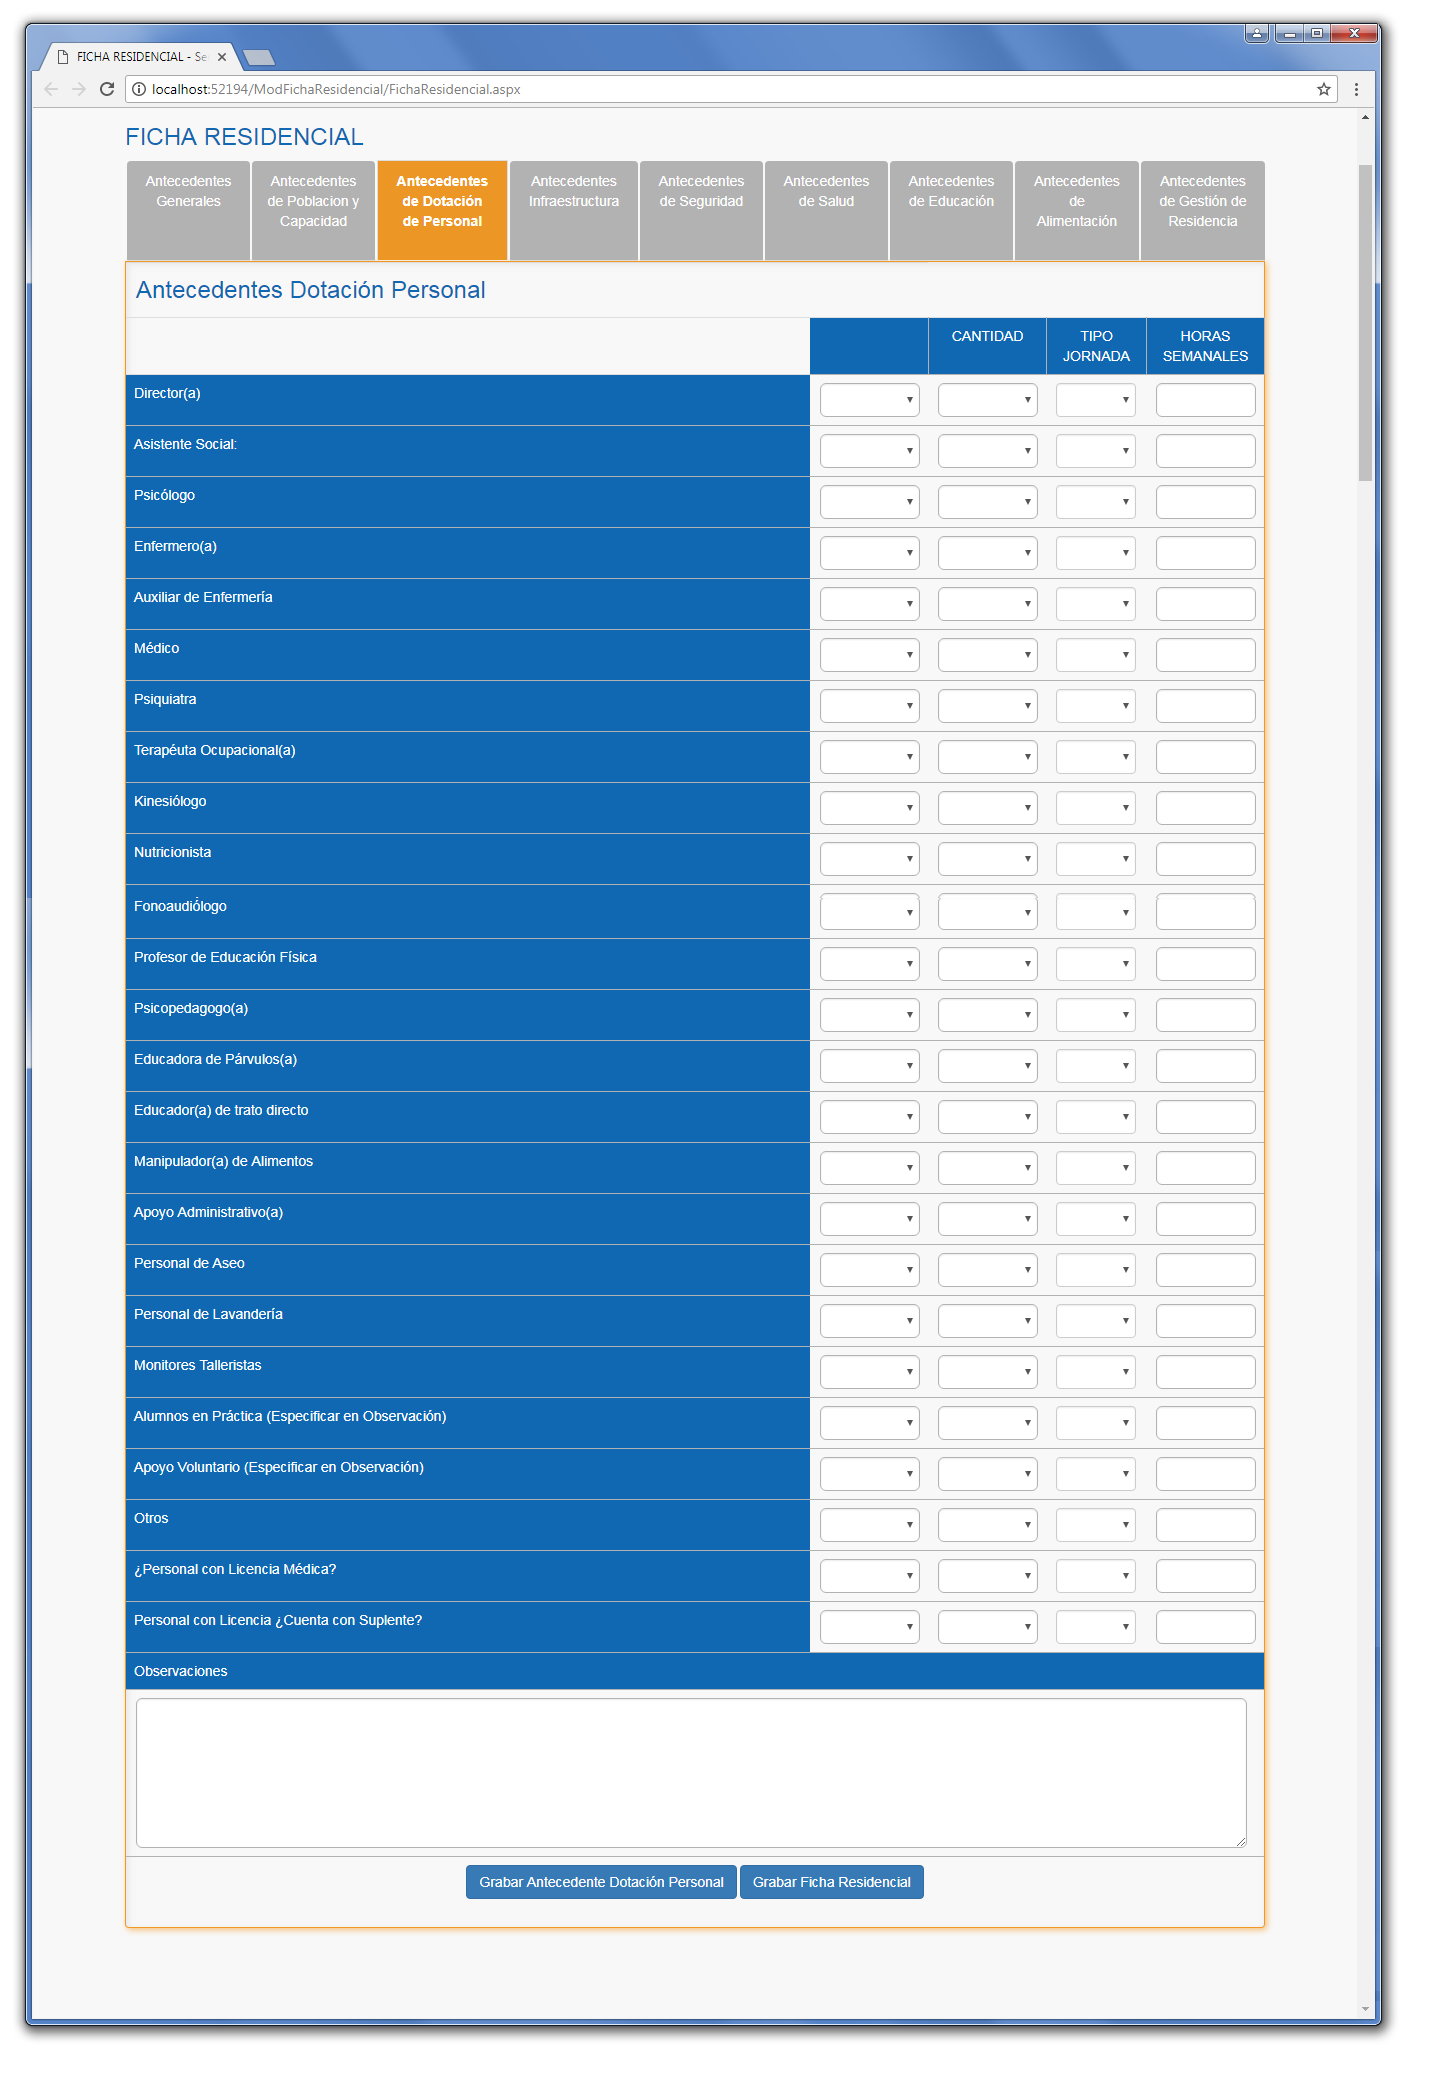 FICHA RESIDENCIAL - Se
localhost:52194/ModFichaResidencial/FichaResidencial.aspx
FICHA RESIDENCIAL
Antecedentes
Generales
Antecedentes
de Poblacion y
Capacidad
Antecedentes
de Dotación
de Personal
Antecedentes
Infraestructura
Antecedentes
de Seguridad
Antecedentes
de Salud
Antecedentes
de Educación
Antecedentes
de
Alimentación
Antecedentes
de Gestión de
Residencia
Antecedentes Dotación Personal
CANTIDAD
TIPO
JORNADA
HORAS
SEMANALES
Director(a)
Asistente Social:
Psicólogo
Enfermero(a)
Auxiliar de Enfermería
Médico
Psiquiatra
Terapéuta Ocupacional(a)
Kinesiólogo
Nutricionista
Fonoaudiólogo
Profesor de Educación Física
Psicopedagogo(a)
Educadora de Párvulos(a)
Educador(a) de trato directo
Manipulador(a) de Alimentos
Apoyo Administrativo(a)
Personal de Aseo
Personal de Lavandería
Monitores Talleristas
Alumnos en Práctica (Especificar en Observación)
Apoyo Voluntario (Especificar en Observación)
Otros
¿Personal con Licencia Médica?
Personal con Licencia ¿Cuenta con Suplente?
Observaciones
Grabar Antecedente Dotación Personal
Grabar Ficha Residencial